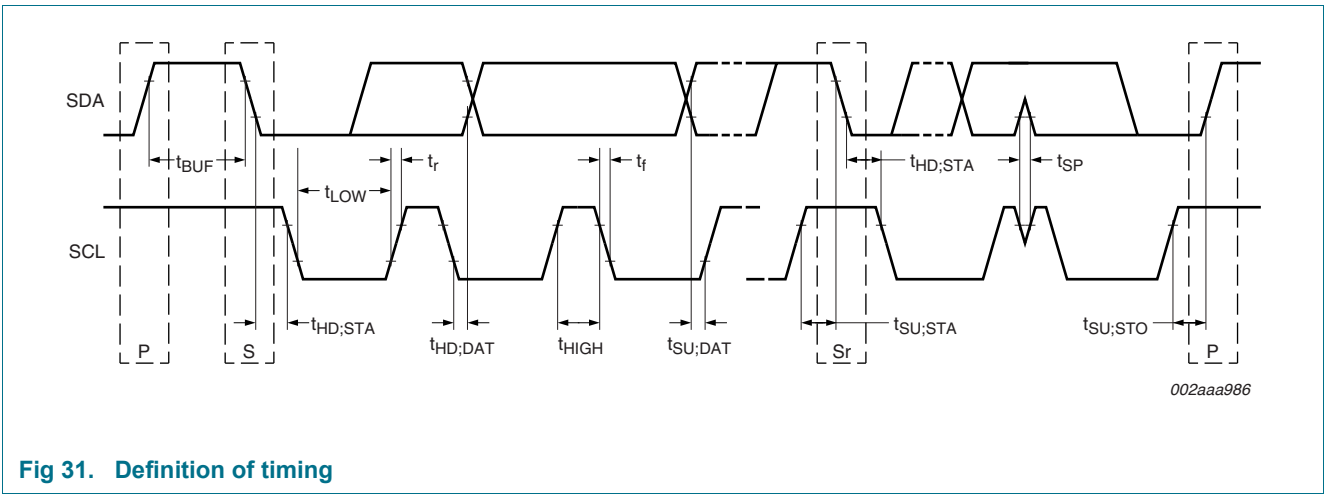 SDA
tBUF
tr
tf
tHD;STA
tSP
tLOW
SCL
tHD;STA
tHD;DAT
tHIGH
tSU;DAT
tSU;STA
tSU;STO
P
S
Sr
P
002aaa986
Fig 31. Definition of timing